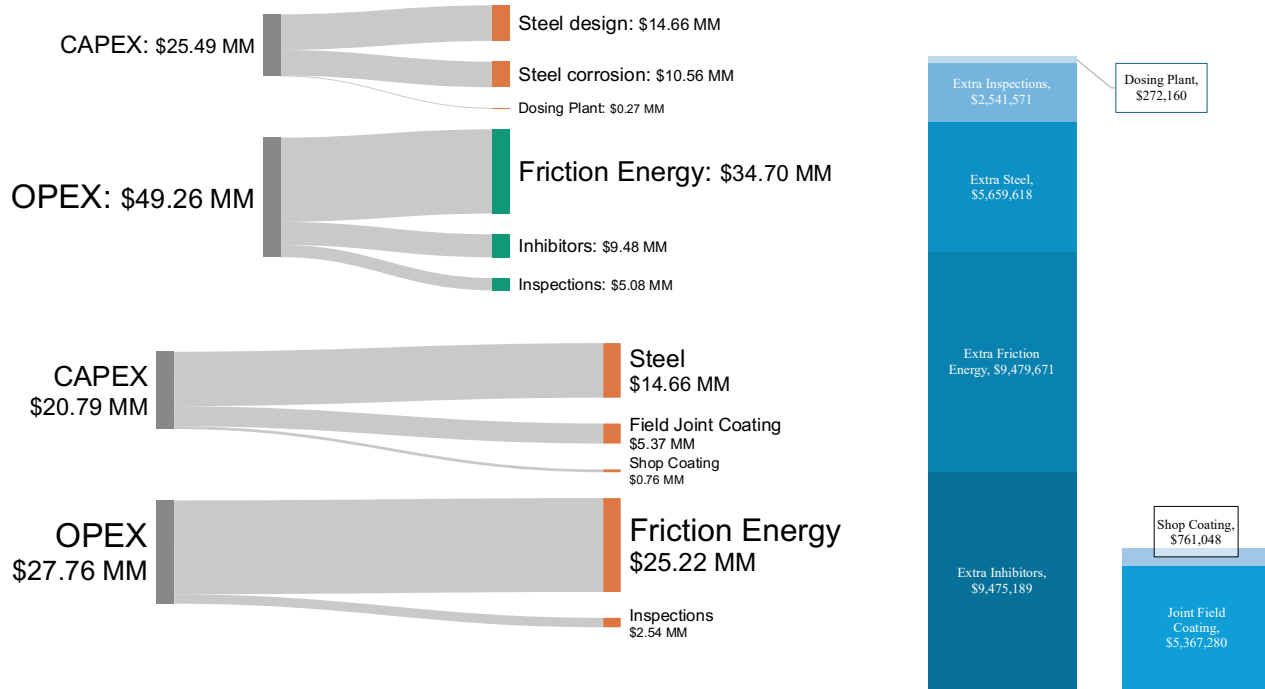 CAPEX: $25.49 MM
Steel design: $14.66 MM
Steel corrosion: $10.56 MM
Dosing Plant: $0.27 MM
OPEX: $49.26 MM
Friction Energy: $34.70 MM
Inhibitors: $9.48 MM
Inspections: $5.08 MM
CAPEX
$20.79 MM
Steel
$14.66 MM
Field Joint Coating
$5.37 MM
Shop Coating
$0.76 MM
OPEX
$27.76 MM
Friction Energy
$25.22 MM
Inspections
$2.54 MM
Dosing Plant,
$272,160
Extra Inspections,
$2,541,571
Extra Steel,
$5,659,618
Extra Friction
Energy, $9,479,671
Extra Inhibitors,
$9,475,189
Shop Coating,
$761,048
Joint Field
Coating,
$5,367,280